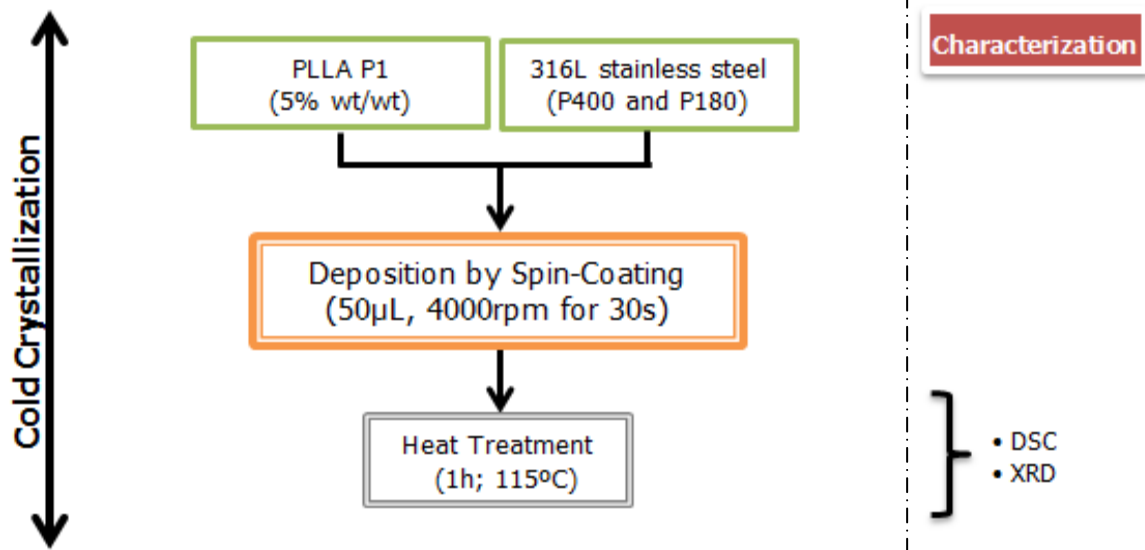 Cold Crystallization
PLLA P1
(5% wt/wt)
316L stainless steel
(P400 and P180)
Deposition by Spin-Coating
(50µL, 4000rpm for 30s)
Heat Treatment
(1h; 115ºC)
Characterization
• DSC
• XRD